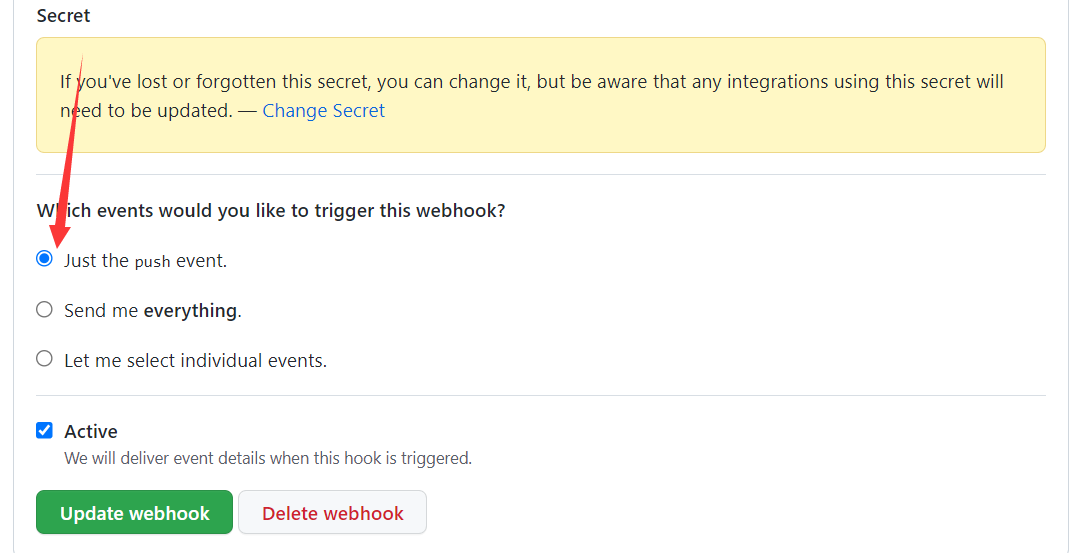 Secret
If you've lost or forgotten this secret, you can change it, but be aware that any integrations using this secret will
need to be updated. — Change Secret
Which events would you like to trigger this webhook?
Just the push event.
Send me everything.
Let me select individual events.
Active
We will deliver event details when this hook is triggered.
Update webhook
Delete webhook